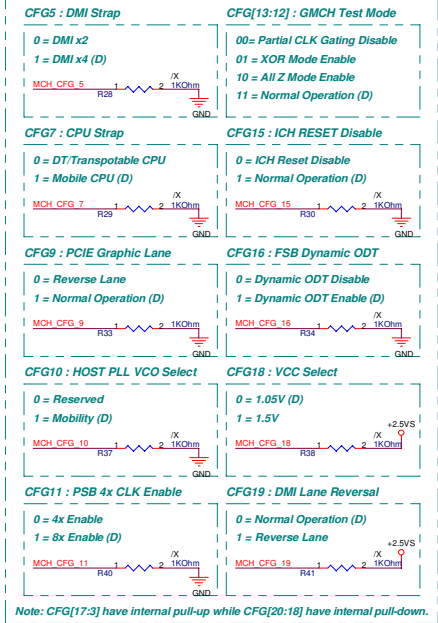 CFG5 : DMI Strap
0 = DMI x2
1 = DMI x4 (D)
MCH_CFG_5 1 2 /X 1KOhm
R28
GND
CFG[13:12] : GMCH Test Mode
00= Partial CLK Gating Disable
01 = XOR Mode Enable
10 = All Z Mode Enable
11 = Normal Operation (D)
CFG7 : CPU Strap
0 = DT/Transpotable CPU
1 = Mobile CPU (D)
MCH_CFG_7 1 2 /X 1KOhm
R29
GND
CFG15 : ICH RESET Disable
0 = ICH Reset Disable
1 = Normal Operation (D)
MCH_CFG_15 1 2 /X 1KOhm
R30
GND
CFG9 : PCIE Graphic Lane
0 = Reverse Lane
1 = Normal Operation (D)
MCH_CFG_9 1 2 /X 1KOhm
R33
GND
CFG16 : FSB Dynamic ODT
0 = Dynamic ODT Disable
1 = Dynamic ODT Enable (D)
MCH_CFG_16 1 2 /X 1KOhm
R34
GND
CFG10 : HOST PLL VCO Select
0 = Reserved
1 = Mobility (D)
MCH_CFG_10 1 2 /X 1KOhm
R37
GND
CFG18 : VCC Select
0 = 1.05V (D)
1 = 1.5V
+2.5VS
MCH_CFG_18 1 2 /X 1KOhm
R38
CFG11 : PSB 4x CLK Enable
0 = 4x Enable
1 = 8x Enable (D)
MCH_CFG_11 1 2 /X 1KOhm
R40
GND
CFG19 : DMI Lane Reversal
0 = Normal Operation (D)
1 = Reverse Lane
+2.5VS
MCH_CFG_19 1 2 /X 1KOhm
R41
Note: CFG[17:3] have internal pull-up while CFG[20:18] have internal pull-down.